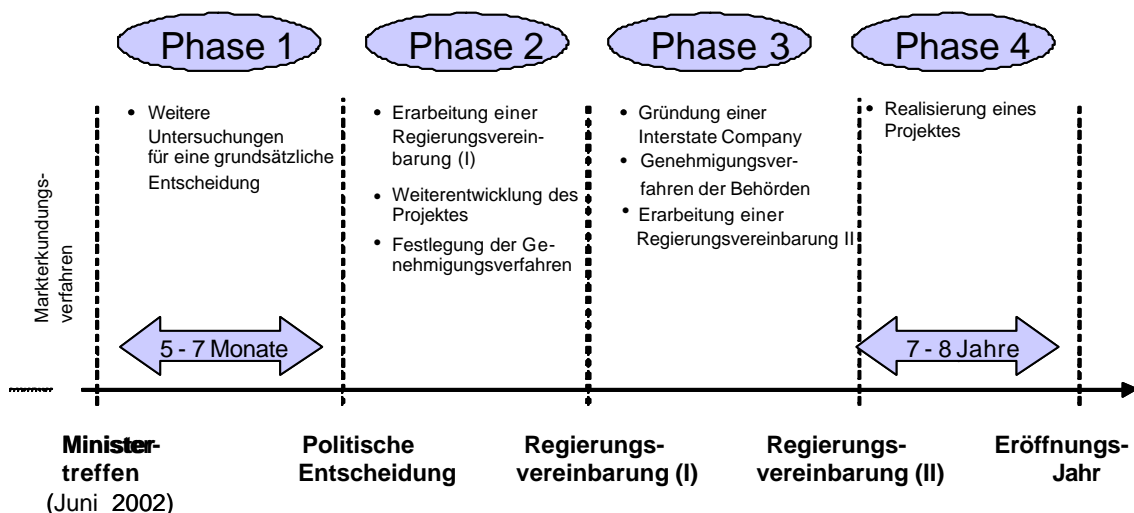 Phase 1
Phase 2
Phase 3
Phase 4
• Weitere
Untersuchungen
für eine grundsätzliche
Entscheidung
• Erarbeitung einer
Regierungsverein-
barung (I)
• Weiterentwicklung des
Projektes
• Festlegung der Ge-
nehmigungsverfahren
• Gründung einer
Interstate Company
• Genehmigungsver-
fahren der Behörden
• Erarbeitung einer
Regierungsvereinbarung II
• Realisierung eines
Projektes
Markterkundungs-
verfahren
5 - 7 Monate
7 - 8 Jahre
Minister-
treffen
(Juni 2002)
Politische
Entscheidung
Regierungs-
vereinbarung (I)
Regierungs-
vereinbarung (II)
Eröffnungs-
Jahr